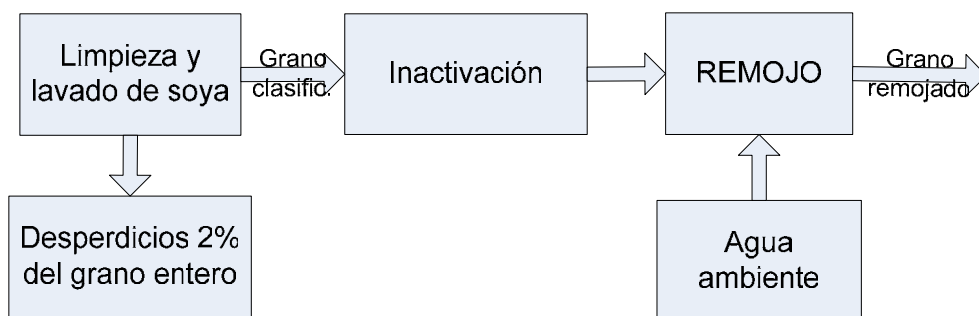 Limpieza y
lavado de soya
Grano
clasific.
Inactivación
REMOJO
Grano
remojado
Desperdicios 2%
del grano entero
Agua
ambiente